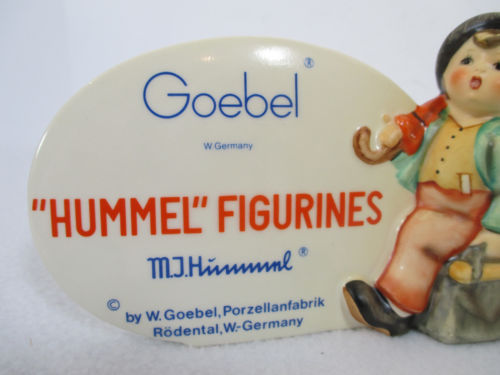 Goebel®
W. Germany
"HUMMEL" FIGURINES
M.J.Hummel®
© by W. Goebel, Porzellanfabrik
Rödental, W.-Germany